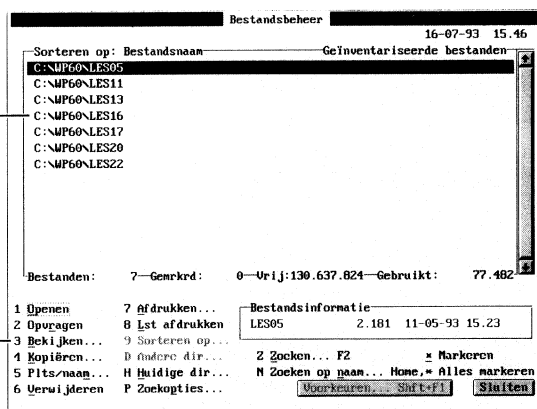 Bestandsbeheer
16-07-93 15.46
Sorteren op: Bestandsnaam Geïnventariseerde bestanden
C:\WP60\LES05
C:\WP60\LES11
C:\WP60\LES13
C:\WP60\LES16
C:\WP60\LES17
C:\WP60\LES20
C:\WP60\LES22
Bestanden: 7 Gemrkrd: 0 Vrij:130.637.824 Gebruikt: 77.482
1 Openen 7 Afdrukken... Bestandsinformatie
2 Opvragen 8 Lst afdrukken LES05 2.181 11-05-93 15.23
3 Bekijken... 9 Sorteren op...
4 Kopiëren... D Andere dir... Z Zoeken... F2 * Markeren
5 Plts/naam... H Huidige dir... N Zoeken op naam... Home,* Alles markeren
6 Verwijderen P Zoekopties... Voorkeuren... Shft+F1 Sluiten